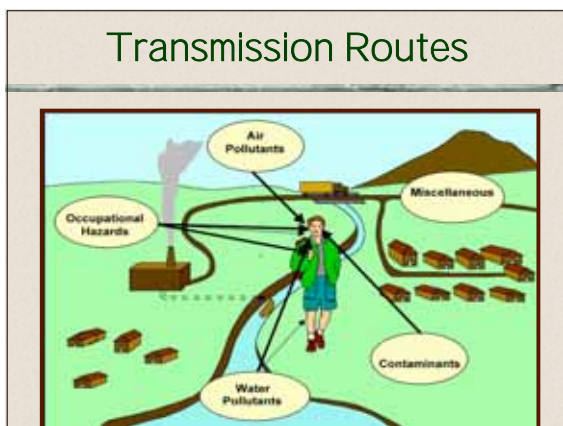 Transmission Routes
Air
Pollutants
Miscellaneous
Occupational
Hazards
Contaminants
Water
Pollutants